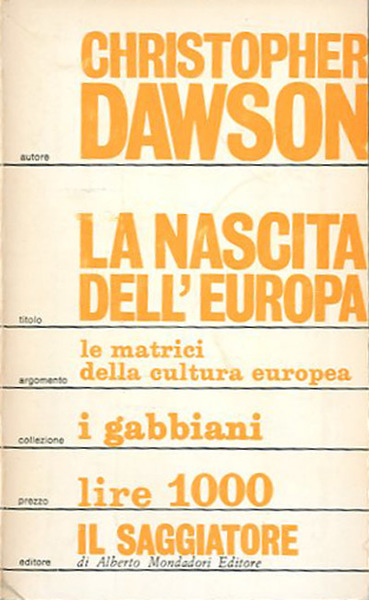 CHRISTOPHER
DAWSON
autore
LA NASCITA
DELL'EUROPA
titolo
le matrici
della cultura europea
argomento
i gabbiani
collezione
lire 1000
prezzo
IL SAGGIATORE
di Alberto Mondadori Editore
editore